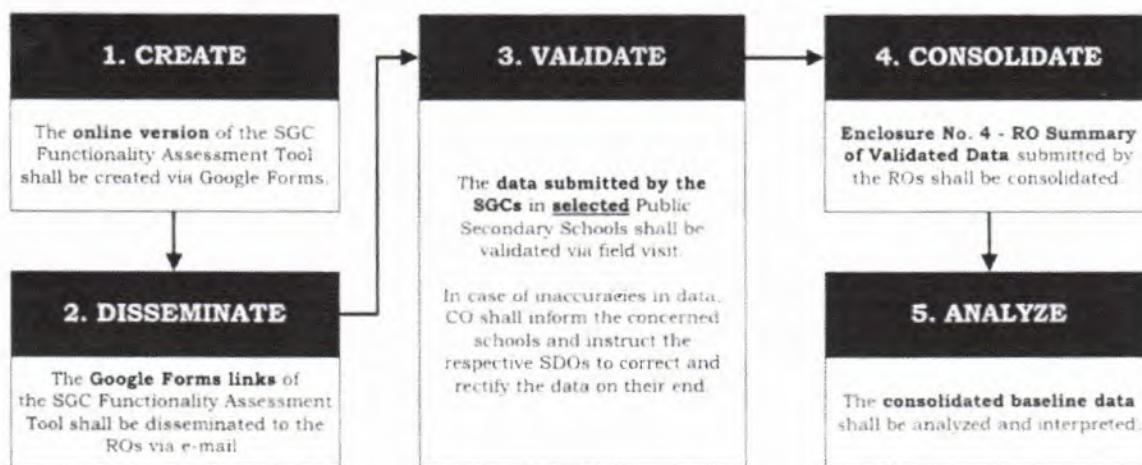 1. CREATE
The online version of the SGC
Functionality Assessment Tool
shall be created via Google Forms.
2. DISSEMINATE
The Google Forms links of
the SGC Functionality Assessment
Tool shall be disseminated to the
ROs via e-mail
3. VALIDATE
The data submitted by the
SGCs in selected Public
Secondary Schools shall be
validated via field visit.
In case of inaccuracies in data,
CO shall inform the concerned
schools and instruct the
respective SDOs to correct and
rectify the data on their end.
4. CONSOLIDATE
Enclosure No. 4 - RO Summary
of Validated Data submitted by
the ROs shall be consolidated.
5. ANALYZE
The consolidated baseline data
shall be analyzed and interpreted.